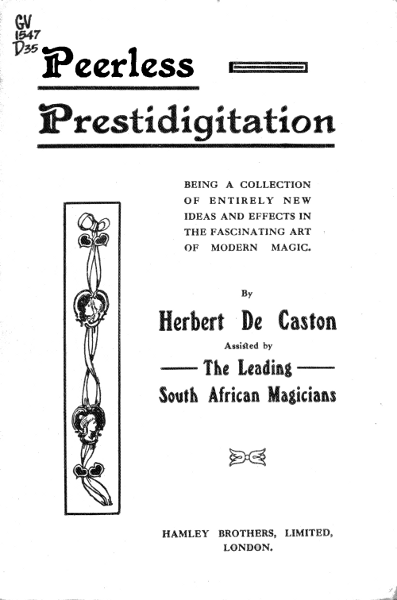 GV
1547
D35
Peerless
Prestidigitation
BEING A COLLECTION
OF ENTIRELY NEW
IDEAS AND EFFECTS IN
THE FASCINATING ART
OF MODERN MAGIC.
By
Herbert De Caston
Assisted by
The Leading
South African Magicians
HAMLEY BROTHERS, LIMITED,
LONDON.